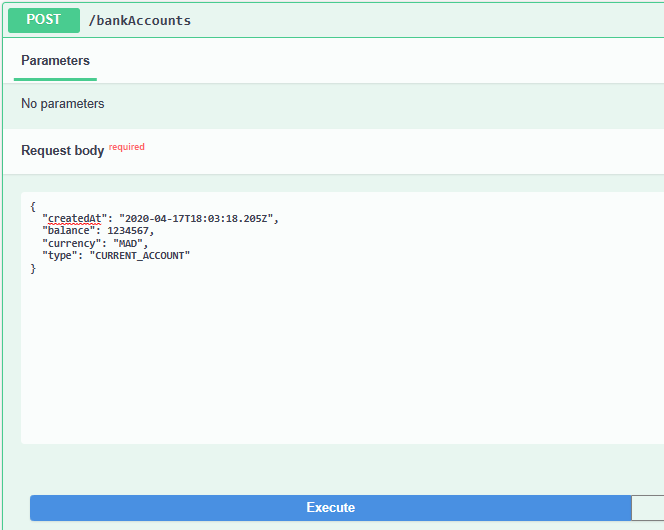 POST /bankAccounts
Parameters
No parameters
Request body required
{
"createdAt": "2020-04-17T18:03:18.205Z",
"balance": 1234567,
"currency": "MAD",
"type": "CURRENT_ACCOUNT"
}
Execute